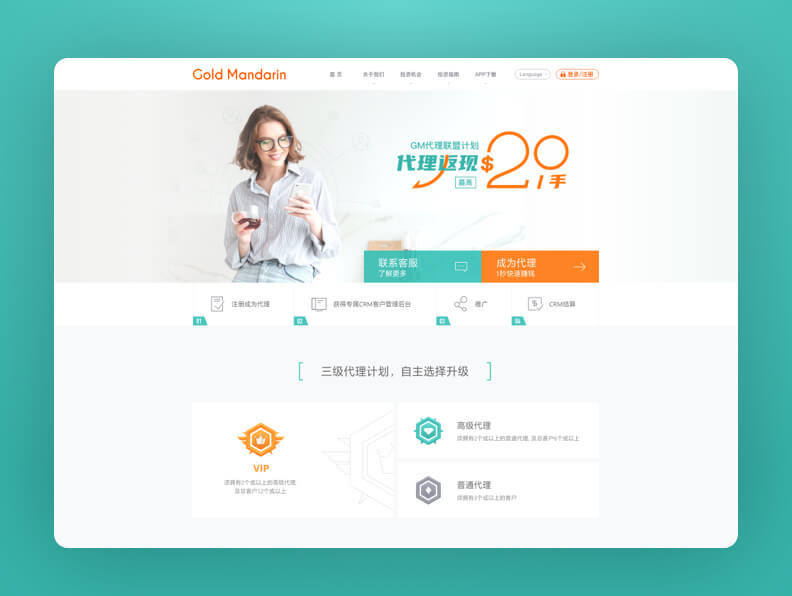 Gold Mandarin
首 页
关于我们
投资机会
投资指南
APP下载
Language
登录/注册
GM代理联盟计划
代理返现$20/手
最高
联系客服
了解更多
成为代理
1秒快速赚钱
注册成为代理
获得专属CRM客户管理后台
推广
CRM结算
01
02
03
04
三级代理计划，自主选择升级
VIP
须拥有2个或以上的高级代理
及总客户12个或以上
高级代理
须拥有2个或以上的普通代理, 及总客户6个或以上
普通代理
须拥有3个或以上的客户